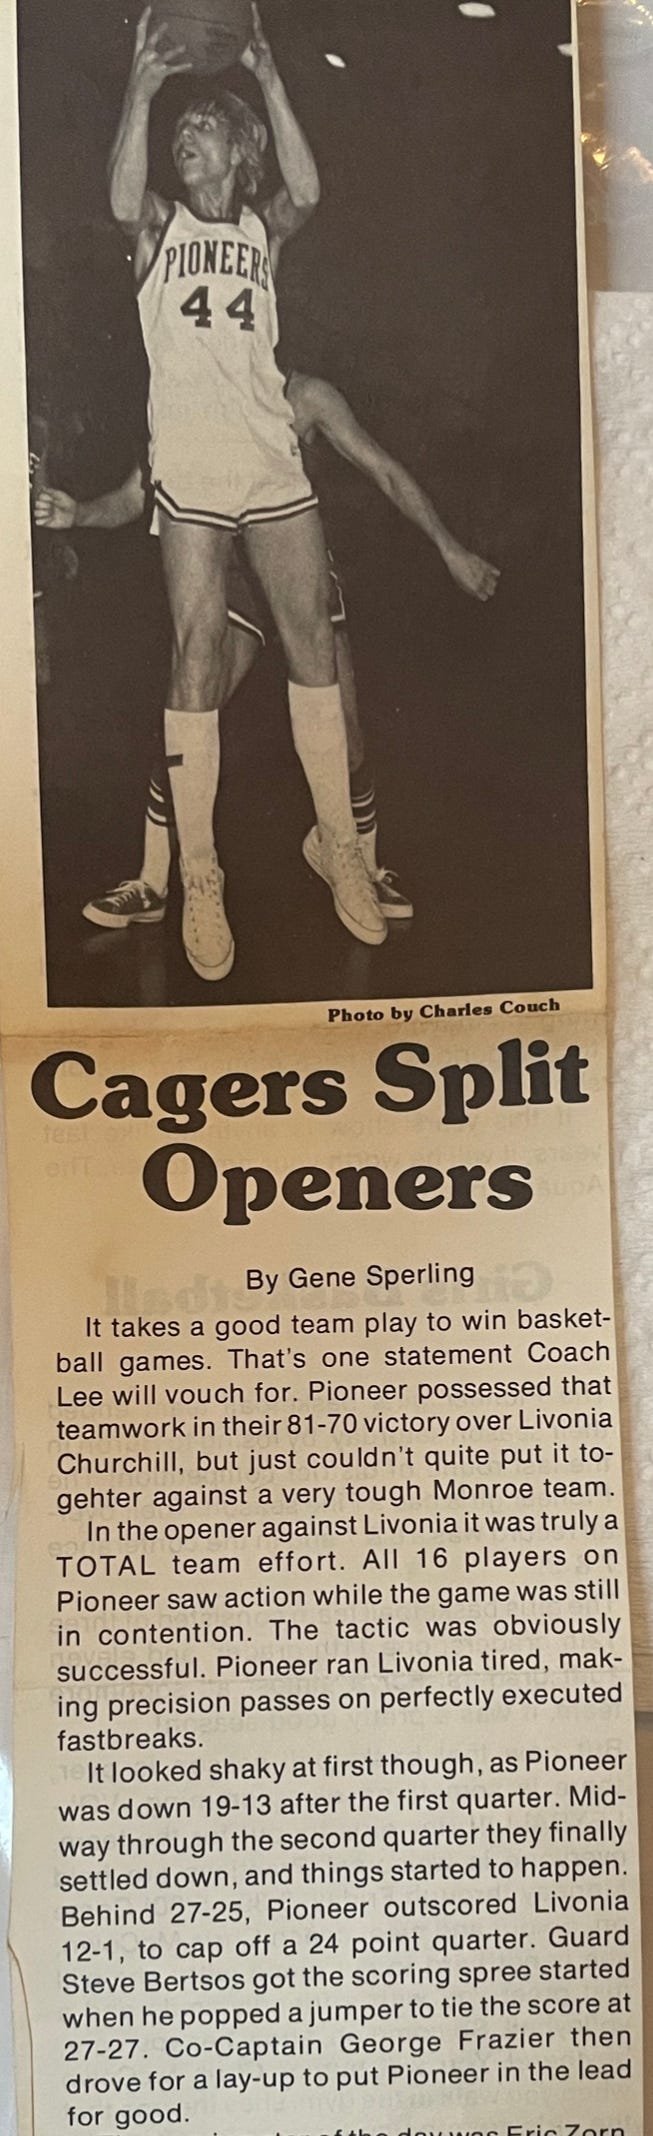 PIONEERS
44
Photo by Charles Couch
Cagers Split
Openers
By Gene Sperling
It takes a good team play to win basket-
ball games. That's one statement Coach
Lee will vouch for. Pioneer possessed that
teamwork in their 81-70 victory over Livonia
Churchill, but just couldn't quite put it to-
gehter against a very tough Monroe team.
In the opener against Livonia it was truly a
TOTAL team effort. All 16 players on
Pioneer saw action while the game was still
in contention. The tactic was obviously
successful. Pioneer ran Livonia tired, mak-
ing precision passes on perfectly executed
fastbreaks.
It looked shaky at first though, as Pioneer
was down 19-13 after the first quarter. Mid-
way through the second quarter they finally
settled down, and things started to happen.
Behind 27-25, Pioneer outscored Livonia
12-1, to cap off a 24 point quarter. Guard
Steve Bertsos got the scoring spree started
when he popped a jumper to tie the score at
27-27. Co-Captain George Frazier then
drove for a lay-up to put Pioneer in the lead
for good.
of the day was Eric Zorn